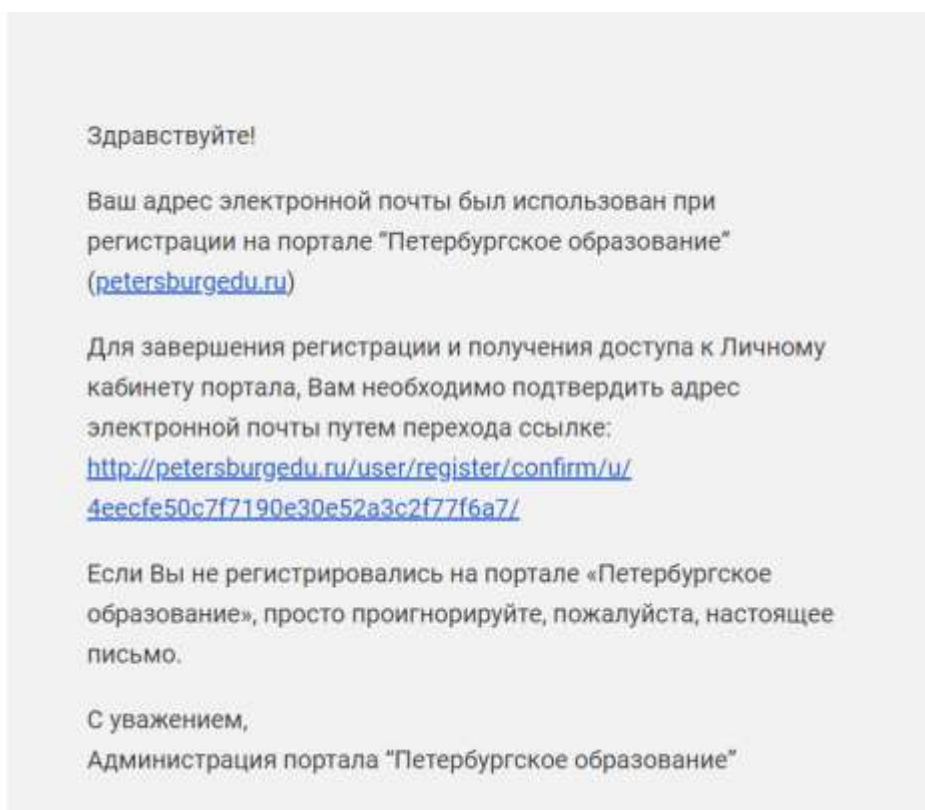 Здравствуйте!
Ваш адрес электронной почты был использован при
регистрации на портале “Петербургское образование”
(petersburgedu.ru)
Для завершения регистрации и получения доступа к Личному
кабинету портала, Вам необходимо подтвердить адрес
электронной почты путем перехода ссылке:
http://petersburgedu.ru/user/register/confirm/u/
4eecfe50c7f7190e30e52a3c2f77f6a7/
Если Вы не регистрировались на портале «Петербургское
образование», просто проигнорируйте, пожалуйста, настоящее
письмо.
С уважением,
Администрация портала “Петербургское образование”